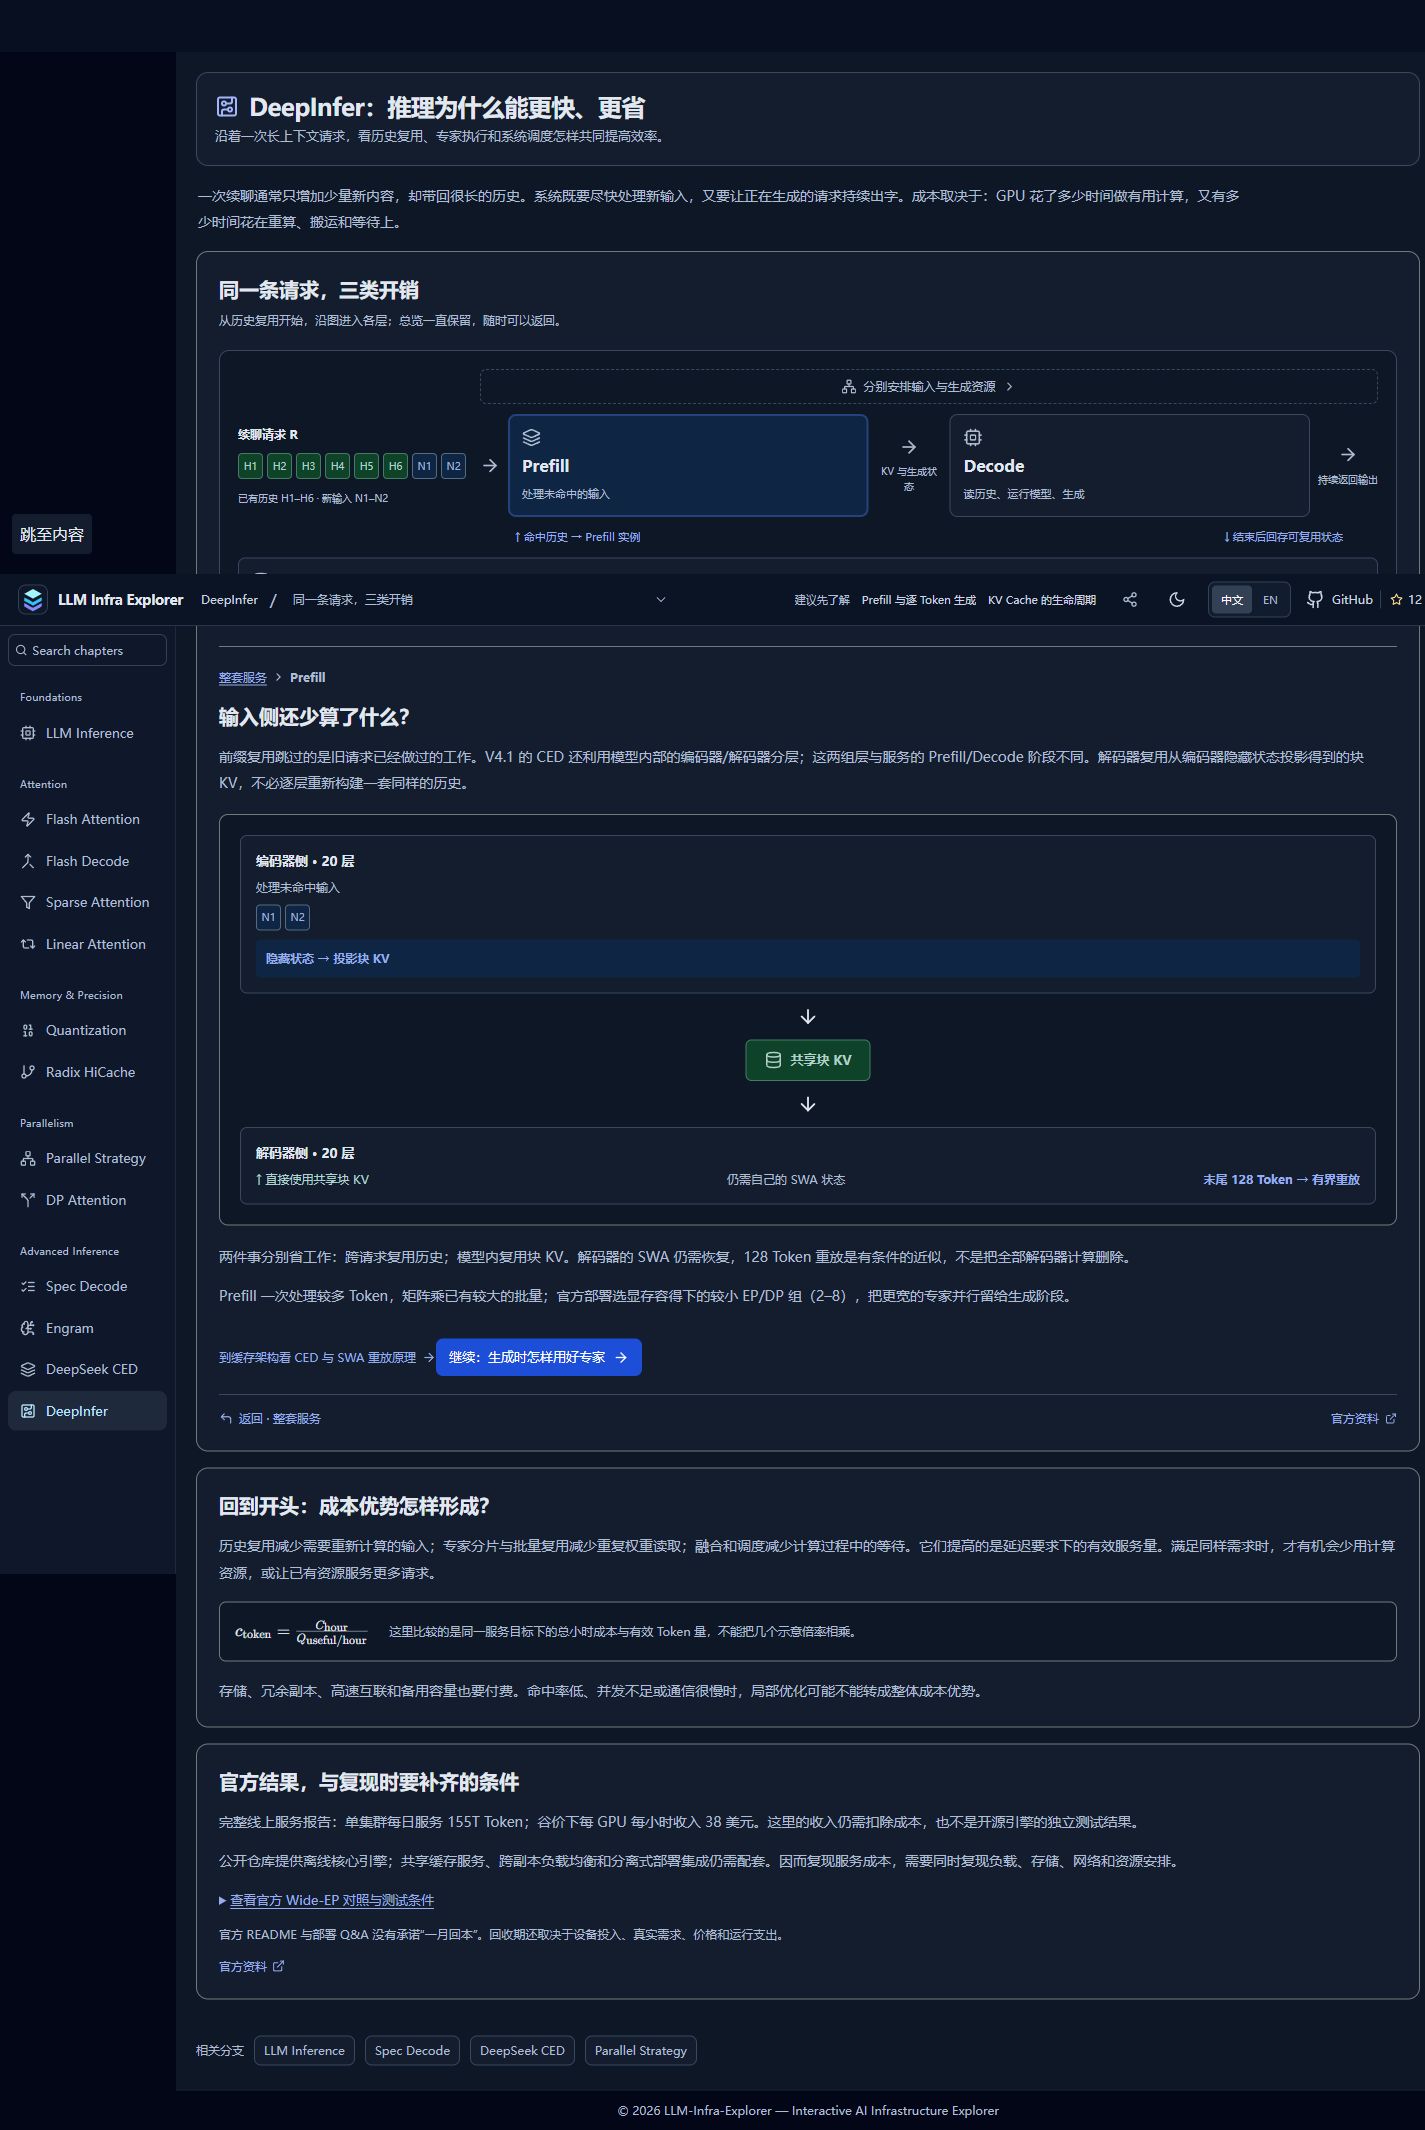 DeepInfer：推理为什么能更快、更省
沿着一次长上下文请求，看历史复用、专家执行和系统调度怎样共同提高效率。
一次续聊通常只增加少量新内容，却带回很长的历史。系统既要尽快处理新输入，又要让正在生成的请求持续出字。成本取决于：GPU 花了多少时间做有用计算，又有多
少时间花在重算、搬运和等待上。
同一条请求，三类开销
从历史复用开始，沿图进入各层；总览一直保留，随时可以返回。
分别安排输入与生成资源
续聊请求 R
H1 H2 H3 H4 H5 H6 N1 N2
已有历史 H1–H6 · 新输入 N1–N2
Prefill
处理未命中的输入
KV 与生成状
态
Decode
读历史、运行模型、生成
持续返回输出
↑ 命中历史 → Prefill 实例
↓ 结束后回存可复用状态
跳至内容
LLM Infra Explorer
DeepInfer / 同一条请求，三类开销
建议先了解 Prefill 与逐 Token 生成 KV Cache 的生命周期
中文 EN
GitHub
12
Search chapters
Foundations
LLM Inference
Attention
Flash Attention
Flash Decode
Sparse Attention
Linear Attention
Memory & Precision
Quantization
Radix HiCache
Parallelism
Parallel Strategy
DP Attention
Advanced Inference
Spec Decode
Engram
DeepSeek CED
DeepInfer
整套服务 > Prefill
输入侧还少算了什么？
前缀复用跳过的是旧请求已经做过的工作。V4.1 的 CED 还利用模型内部的编码器/解码器分层；这两组层与服务的 Prefill/Decode 阶段不同。解码器复用从编码器隐藏状态投影得到的块
KV，不必逐层重新构建一套同样的历史。
编码器侧 • 20 层
处理未命中输入
N1 N2
隐藏状态 → 投影块 KV
共享块 KV
解码器侧 • 20 层
↑ 直接使用共享块 KV
仍需自己的 SWA 状态
末尾 128 Token → 有界重放
两件事分别省工作：跨请求复用历史；模型内复用块 KV。解码器的 SWA 仍需恢复，128 Token 重放是有条件的近似，不是把全部解码器计算删除。
Prefill 一次处理较多 Token，矩阵乘已有较大的批量；官方部署选显存容得下的较小 EP/DP 组（2–8），把更宽的专家并行留给生成阶段。
到缓存架构看 CED 与 SWA 重放原理 →
继续：生成时怎样用好专家 →
返回 · 整套服务
官方资料
回到开头：成本优势怎样形成？
历史复用减少需要重新计算的输入；专家分片与批量复用减少重复权重读取；融合和调度减少计算过程中的等待。它们提高的是延迟要求下的有效服务量。满足同样需求时，才有机会少用计算
资源，或让已有资源服务更多请求。
c_token = C_hour / Q_useful/hour
这里比较的是同一服务目标下的总小时成本与有效 Token 量，不能把几个示意倍率相乘。
存储、冗余副本、高速互联和备用容量也要付费。命中率低、并发不足或通信很慢时，局部优化可能不能转成整体成本优势。
官方结果，与复现时要补齐的条件
完整线上服务报告：单集群每日服务 155T Token；谷价下每 GPU 每小时收入 38 美元。这里的收入仍需扣除成本，也不是开源引擎的独立测试结果。
公开仓库提供离线核心引擎；共享缓存服务、跨副本负载均衡和分离式部署集成仍需配套。因而复现服务成本，需要同时复现负载、存储、网络和资源安排。
▶ 查看官方 Wide-EP 对照与测试条件
官方 README 与部署 Q&A 没有承诺“一月回本”。回收期还取决于设备投入、真实需求、价格和运行支出。
官方资料
相关分支 LLM Inference Spec Decode DeepSeek CED Parallel Strategy
© 2026 LLM-Infra-Explorer — Interactive AI Infrastructure Explorer